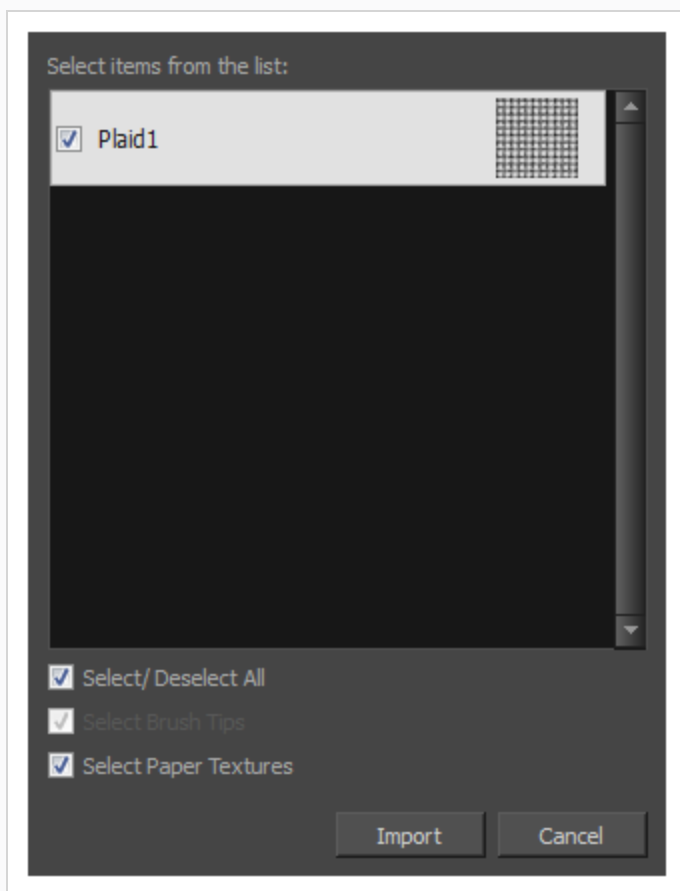 Select items from the list:
Plaid1
Select/ Deselect All
Select Brush Tips
Select Paper Textures
Import Cancel